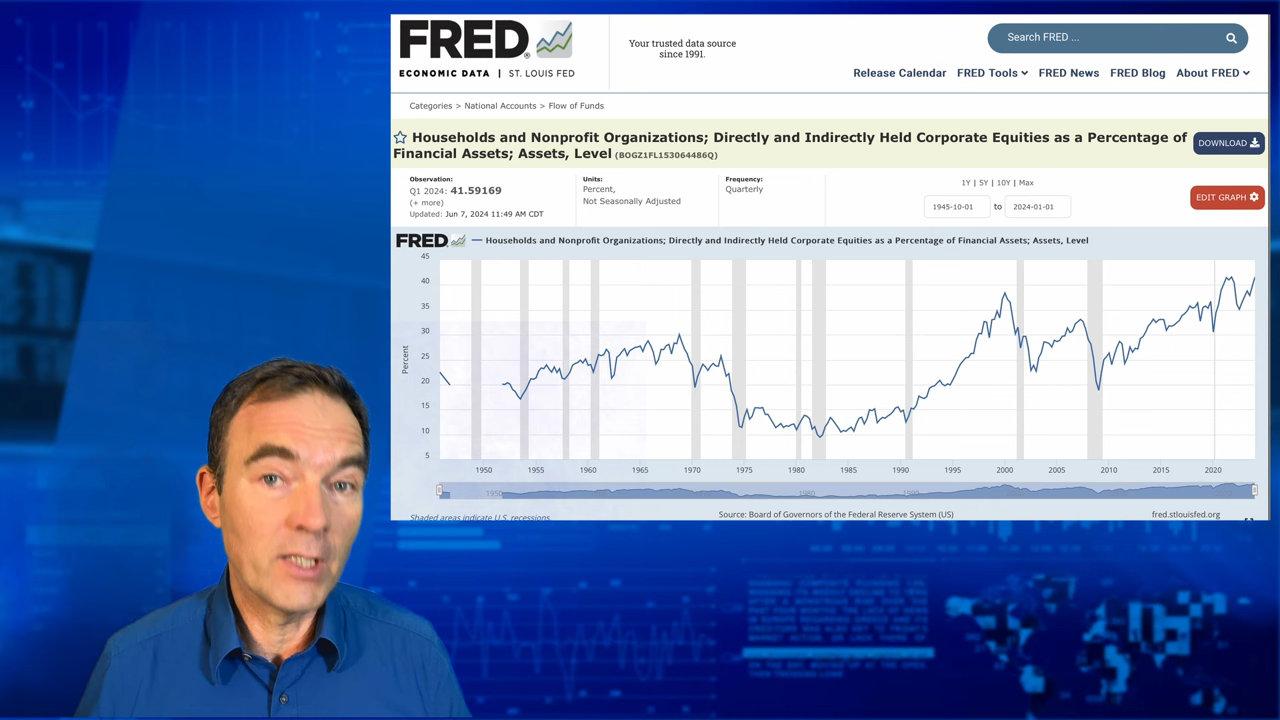 FRED
ECONOMIC DATA | ST. LOUIS FED
Your trusted data source
since 1991.
Search FRED ...
Release Calendar FRED Tools FRED News FRED Blog About FRED
Categories > National Accounts > Flow of Funds
Households and Nonprofit Organizations; Directly and Indirectly Held Corporate Equities as a Percentage of
Financial Assets; Assets, Level (BOGZ1FL153064486Q)
DOWNLOAD
Observation:
Q1 2024: 41.59169
(+ more)
Updated: Jun 7, 2024 11:49 AM CDT
Units:
Percent,
Not Seasonally Adjusted
Frequency:
Quarterly
1Y | 5Y | 10Y | Max
1945-10-01 to 2024-01-01
EDIT GRAPH
FRED
Households and Nonprofit Organizations; Directly and Indirectly Held Corporate Equities as a Percentage of Financial Assets; Assets, Level
45
40
35
30
25
20
15
10
5
Percent
1950 1955 1960 1965 1970 1975 1980 1985 1990 1995 2000 2005 2010 2015 2020
1950 1980 1990
Shaded areas indicate U.S. recessions
Source: Board of Governors of the Federal Reserve System (US)
fred.stlouisfed.org